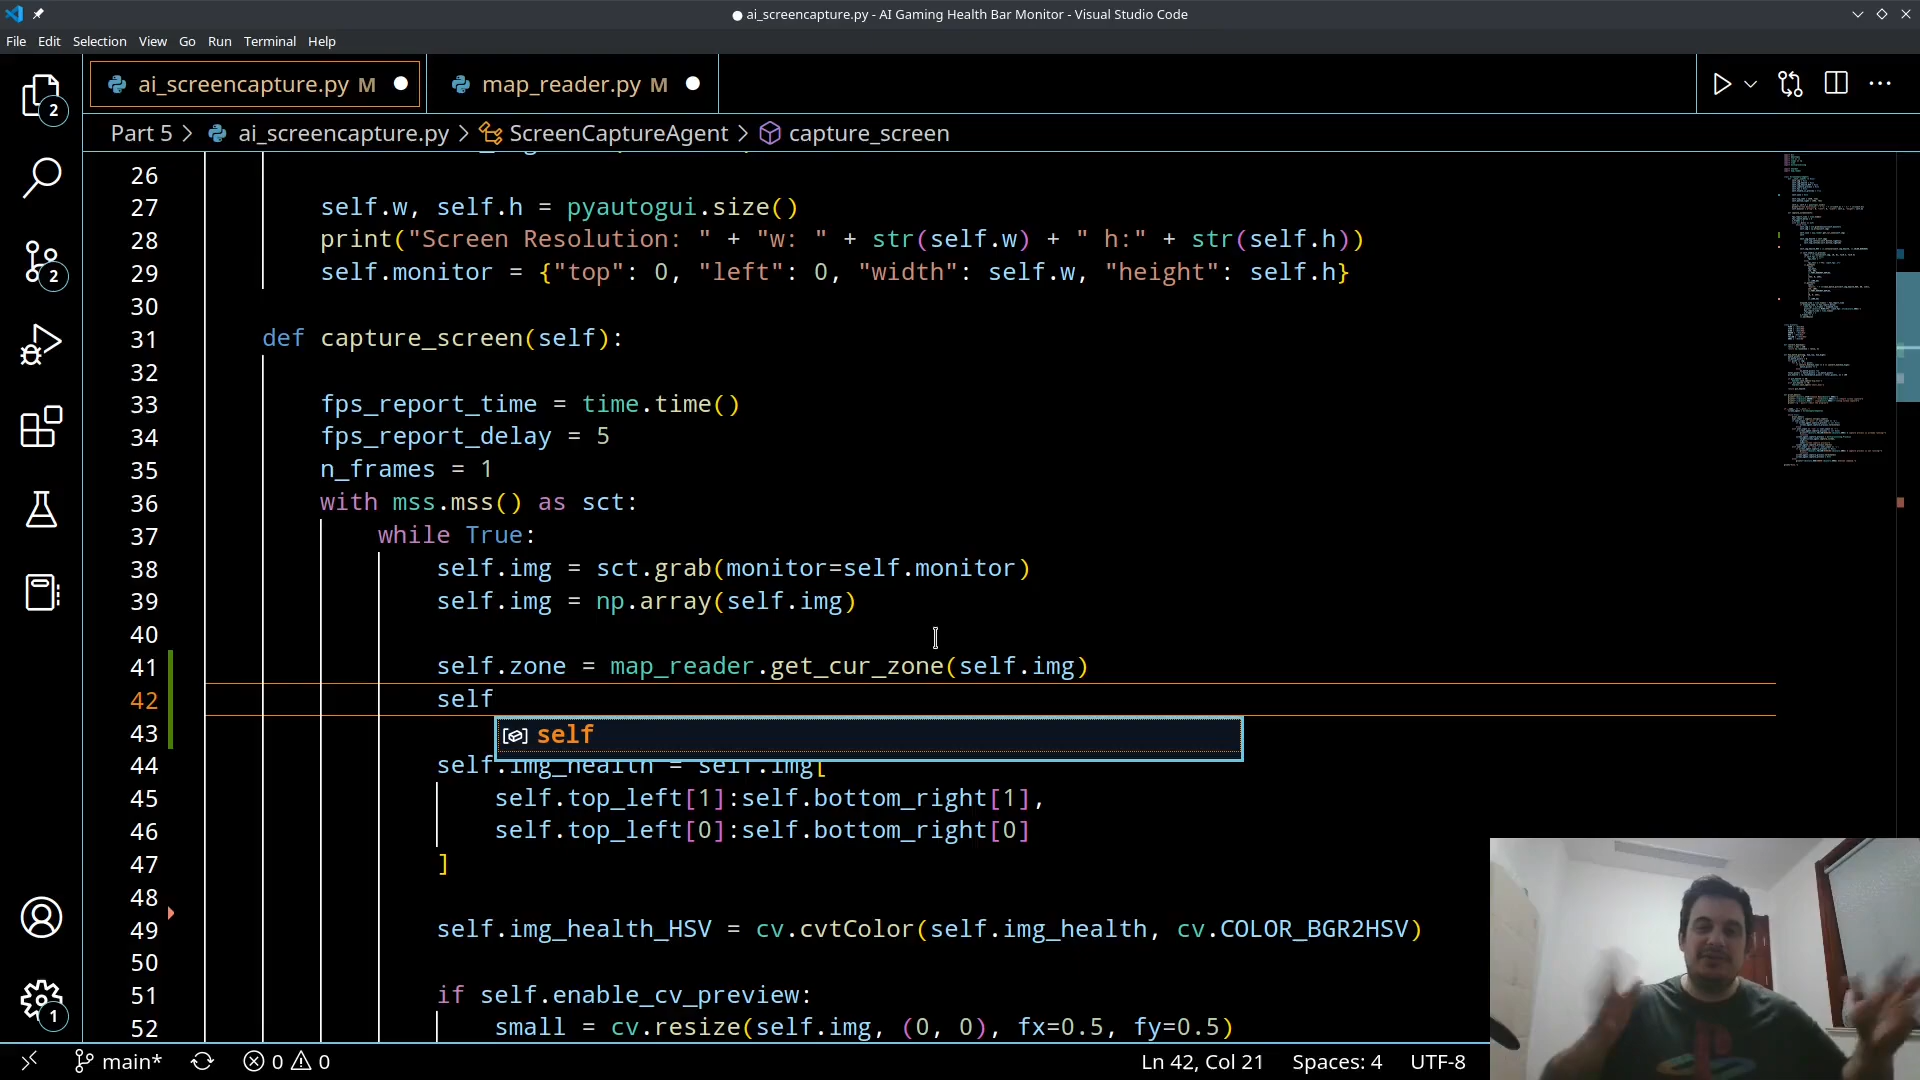 ai_screencapture.py - AI Gaming Health Bar Monitor - Visual Studio Code
File Edit Selection View Go Run Terminal Help
ai_screencapture.py M map_reader.py M
2
Part 5 > ai_screencapture.py > ScreenCaptureAgent > capture_screen
26
27 self.w, self.h = pyautogui.size()
28 print("Screen Resolution: " + "w: " + str(self.w) + " h:" + str(self.h))
2
29 self.monitor = {"top": 0, "left": 0, "width": self.w, "height": self.h}
30
31 def capture_screen(self):
32
33 fps_report_time = time.time()
34 fps_report_delay = 5
35 n_frames = 1
36 with mss.mss() as sct:
37 while True:
38 self.img = sct.grab(monitor=self.monitor)
39 self.img = np.array(self.img)
40
41 self.zone = map_reader.get_cur_zone(self.img)
42 self
43 self
44 self.img_health = self.img[
45 self.top_left[1]:self.bottom_right[1],
46 self.top_left[0]:self.bottom_right[0]
47 ]
48
49 self.img_health_HSV = cv.cvtColor(self.img_health, cv.COLOR_BGR2HSV)
50
51 if self.enable_cv_preview:
1
52 small = cv.resize(self.img, (0, 0), fx=0.5, fy=0.5)
main* 0 0 Ln 42, Col 21 Spaces: 4 UTF-8